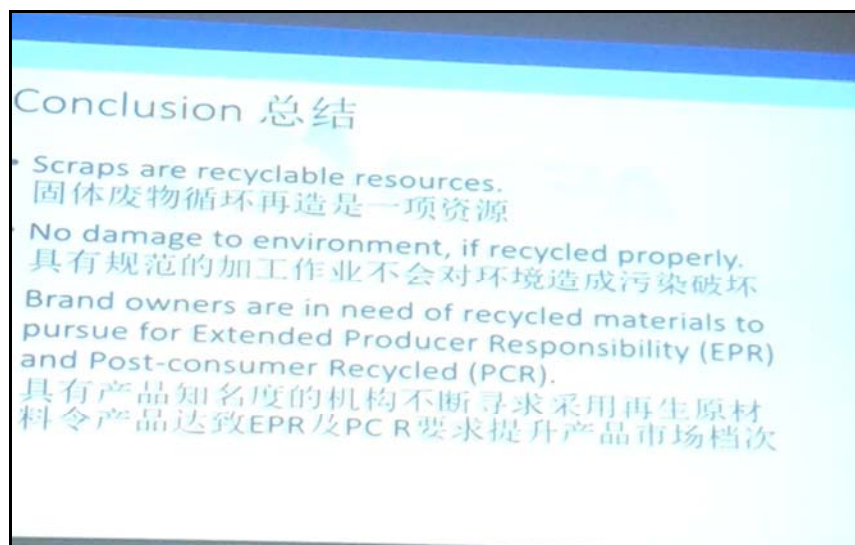 Conclusion 总结
• Scraps are recyclable resources.
固体废物循环再造是一项资源
• No damage to environment, if recycled properly.
具有规范的加工作业不会对环境造成污染破坏
Brand owners are in need of recycled materials to
pursue for Extended Producer Responsibility (EPR)
and Post-consumer Recycled (PCR).
具有产品知名度的机构不断寻求采用再生原材
料令产品达致EPR及PC R要求提升产品市场档次